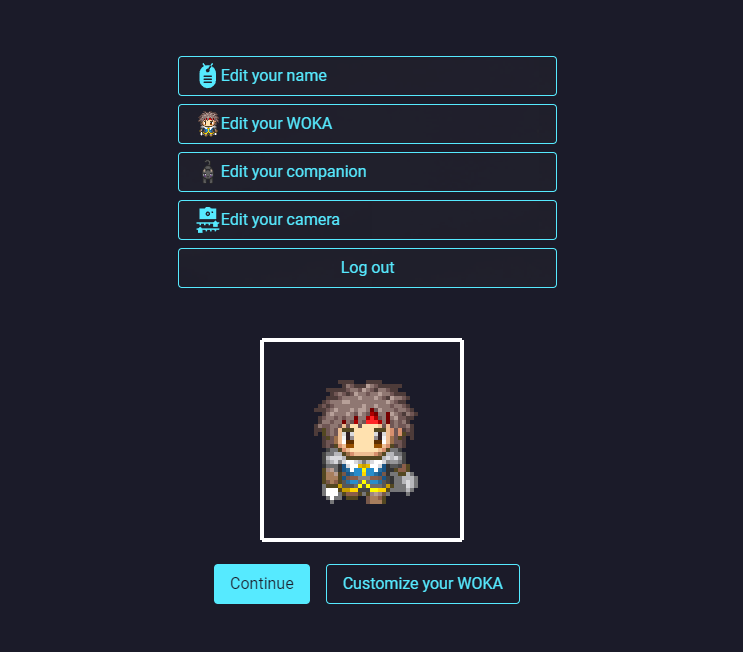 Edit your name
Edit your WOKA
Edit your companion
Edit your camera
Log out
Continue
Customize your WOKA